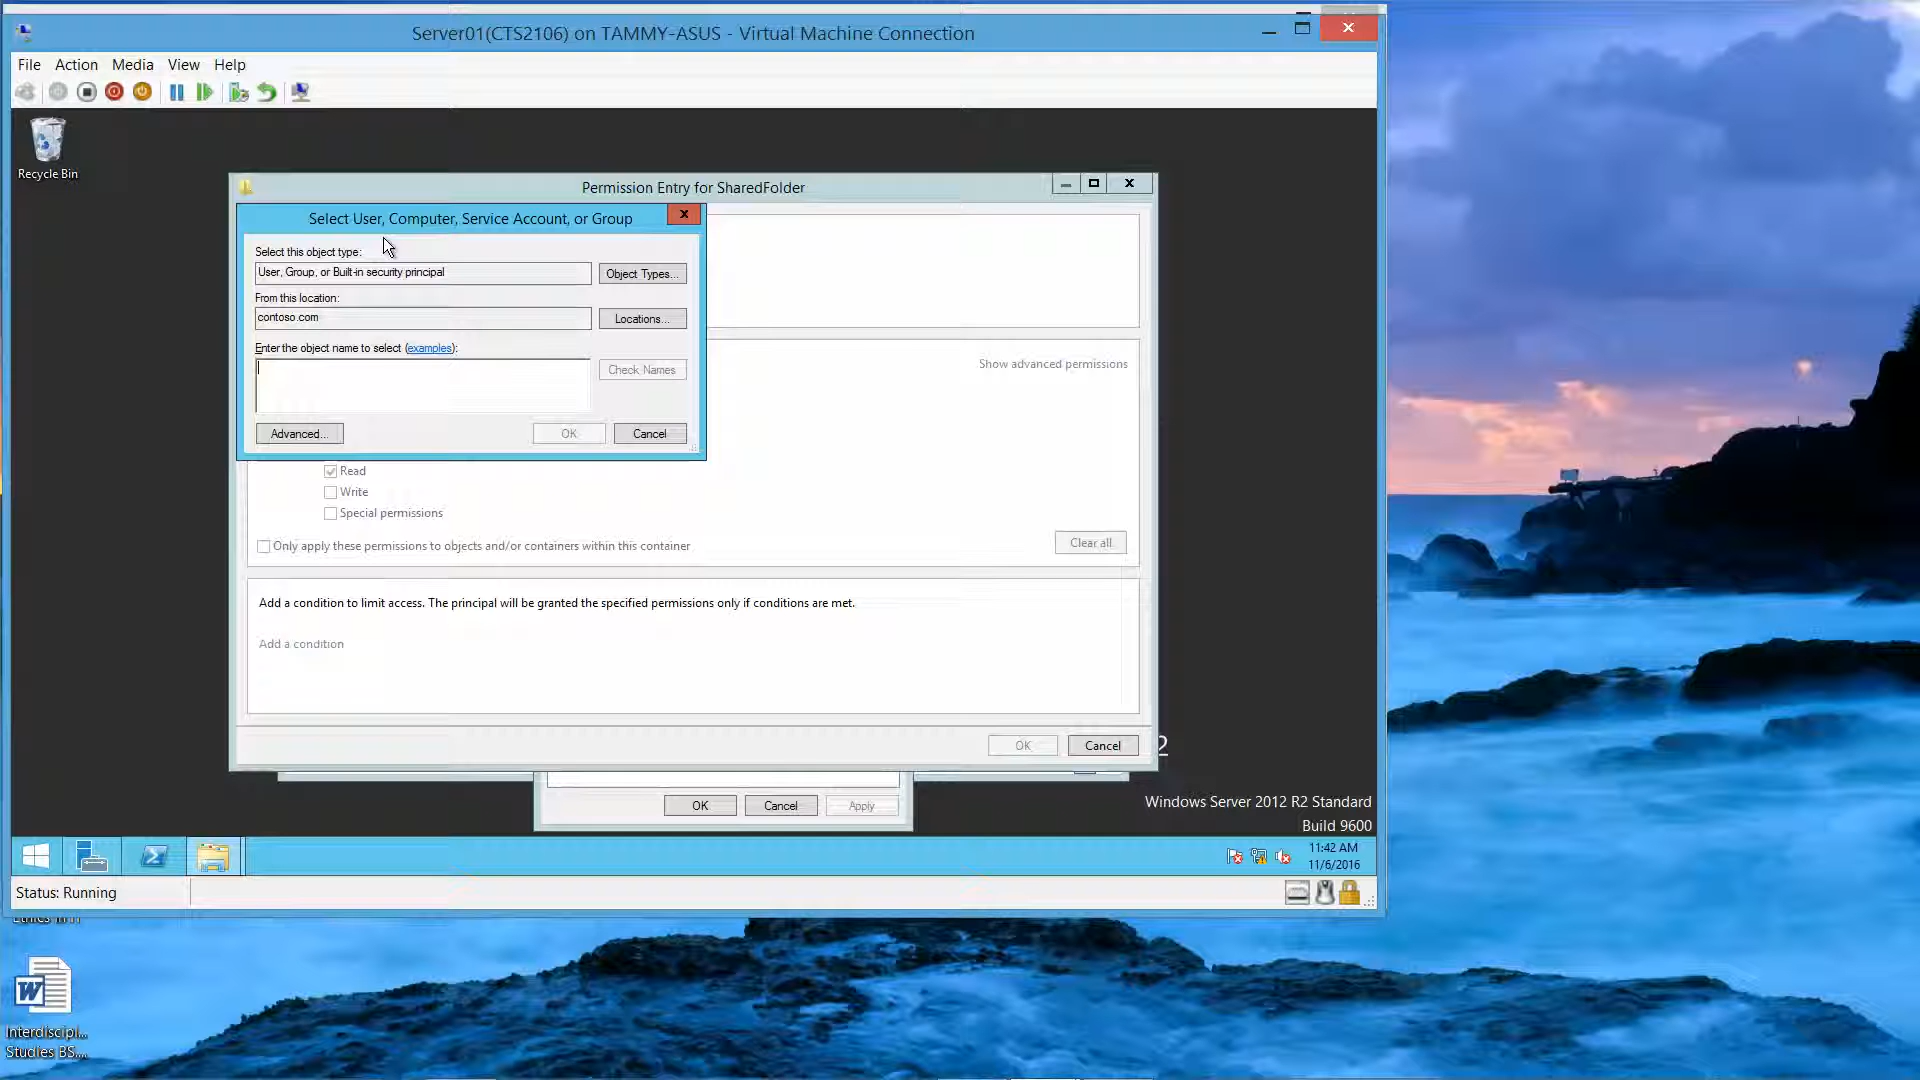 Server01(CTS2106) on TAMMY-ASUS - Virtual Machine Connection
File Action Media View Help
Recycle Bin
Permission Entry for SharedFolder
Select User, Computer, Service Account, or Group
Select this object type:
User, Group, or Built-in security principal
Object Types...
From this location:
contoso.com
Locations...
Enter the object name to select (examples):
Check Names
Show advanced permissions
Advanced...
OK
Cancel
Read
Write
Special permissions
Only apply these permissions to objects and/or containers within this container
Clear all
Add a condition to limit access. The principal will be granted the specified permissions only if conditions are met.
Add a condition
OK
Cancel
2
OK
Cancel
Apply
Windows Server 2012 R2 Standard
Build 9600
11:42 AM
11/6/2016
Status: Running
Interdiscipl...
Studies BS....